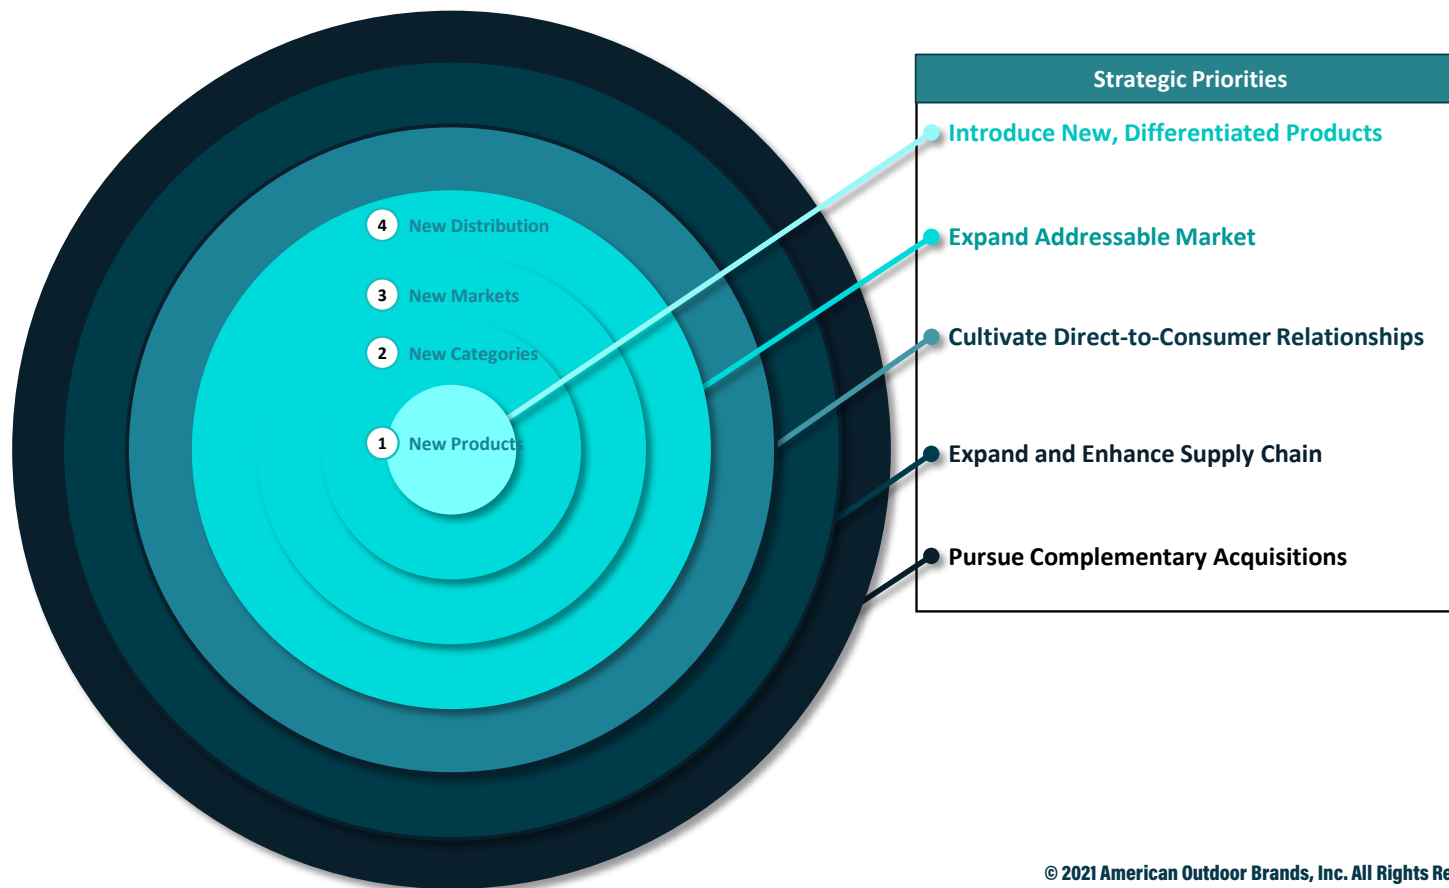 Strategic Priorities
Introduce New, Differentiated Products
Expand Addressable Market
Cultivate Direct-to-Consumer Relationships
Expand and Enhance Supply Chain
Pursue Complementary Acquisitions
4 New Distribution
3 New Markets
2 New Categories
1 New Products
© 2021 American Outdoor Brands, Inc. All Rights Re